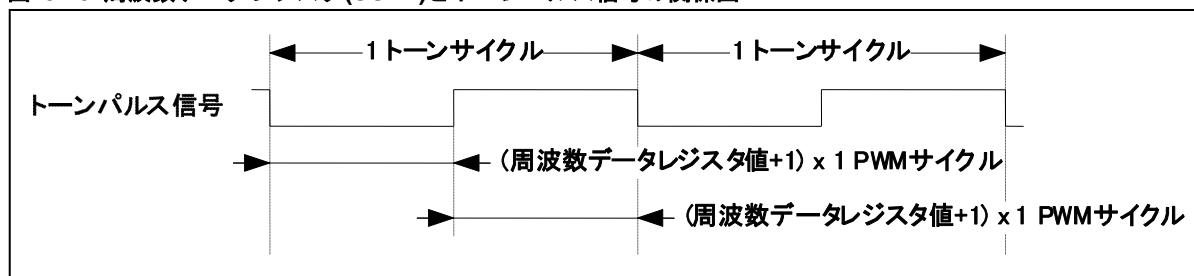 1 トーンサイクル 1 トーンサイクル
トーンパルス信号
(周波数データレジスタ値+1) x 1 PWMサイクル
(周波数データレジスタ値+1) x 1 PWMサイクル